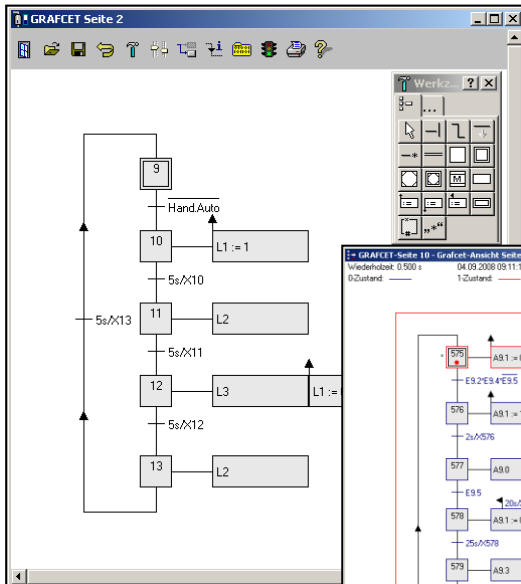 GRAFCET Seite 2
Werkz...
...
M
„*“
9
Hand.Auto
10
L1 := 1
5s/X10
11
L2
5s/X13
5s/X11
12
L3
L1 :=
5s/X12
13
L2
GRAFCET-Seite 10 - Grafcet-Ansicht Seite
Wiederholzeit: 0.500 s
04.09.2008 09:11:1
0-Zustand:
1-Zustand:
575
A9.1 :=
E9.2*E9.4*E9.5
576
A9.1 :=
2s/X576
577
A9.0
E9.5
20s/
578
A9.1 :=
25s/X578
579
A9.3